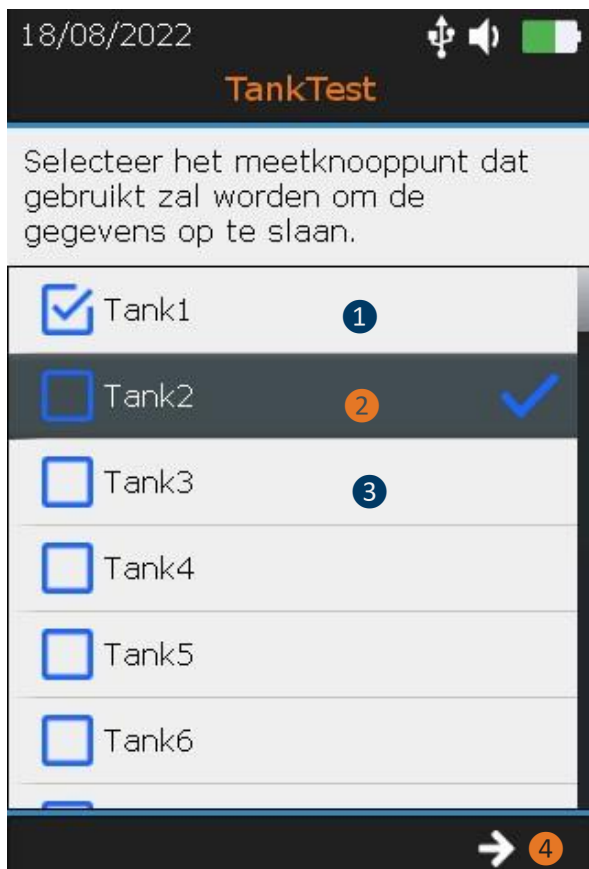 18/08/2022
TankTest
Selecteer het meetknooppunt dat
gebruikt zal worden om de
gegevens op te slaan.
Tank1 1
Tank2 2
Tank3 3
Tank4
Tank5
Tank6
4